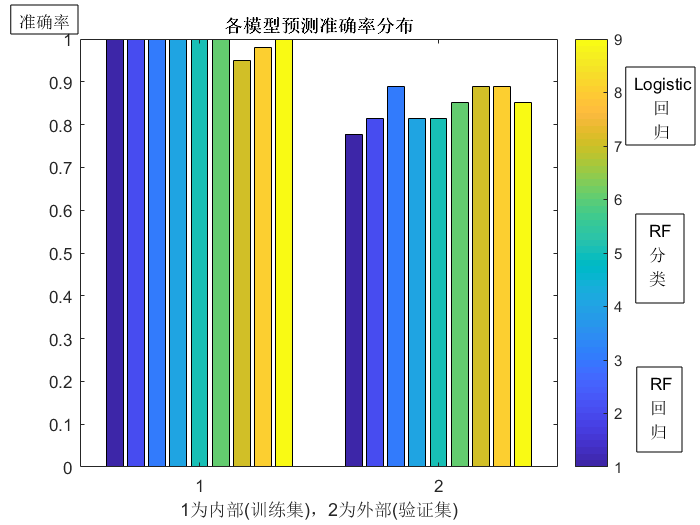 准确率
各模型预测准确率分布
1
0.9
0.8
0.7
0.6
0.5
0.4
0.3
0.2
0.1
0
1
2
1为内部(训练集)，2为外部(验证集)
9
8
7
6
5
4
3
2
1
Logistic
回
归
RF
分
类
RF
回
归